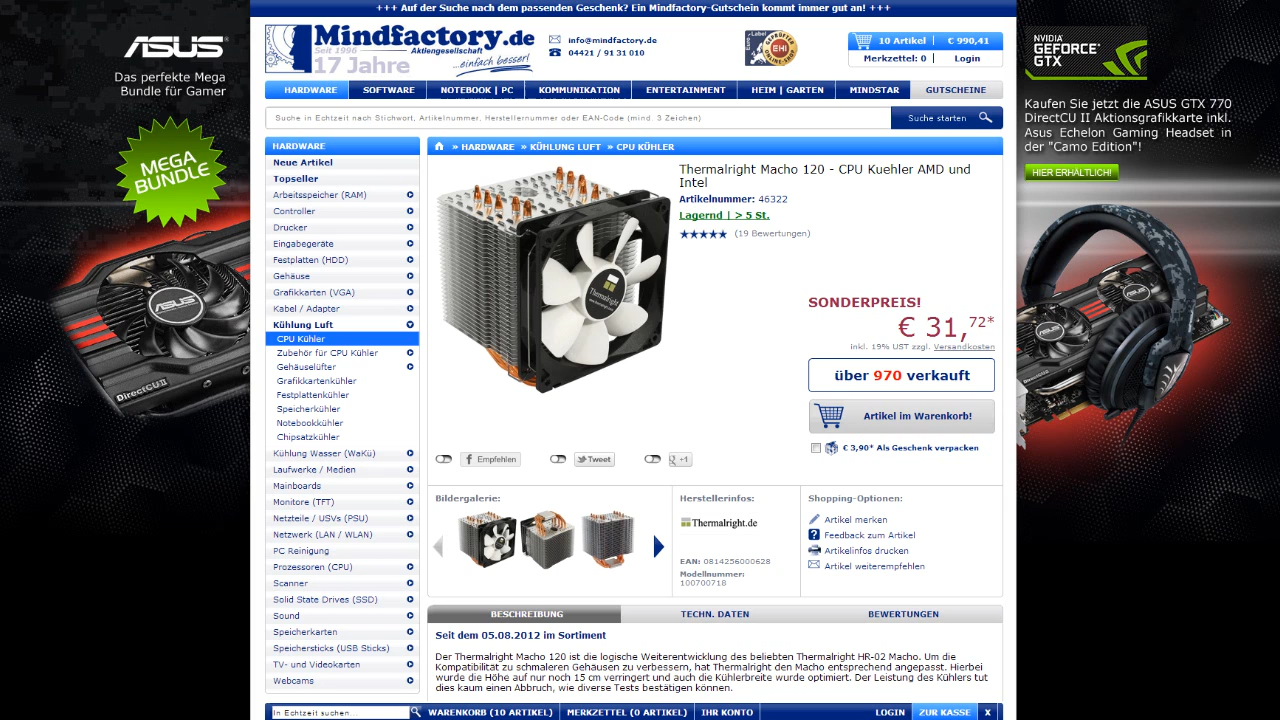 +++ Auf der Suche nach dem passenden Geschenk? Ein Mindfactory-Gutschein kommt immer gut an! +++
ASUS
Das perfekte Mega
Bundle für Gamer
MEGA
BUNDLE
ASUS
DirectCU II
Mindfactory.de
Seit 1996
Aktiengesellschaft
17 Jahre
...einfach besser!
info@mindfactory.de
04421 / 91 31 010
Euro-Label
GEPRÜFTER
EHI
ONLINE-SHOP
10 Artikel | € 990,41
Merkzettel: 0 | Login
NVIDIA
GEFORCE
GTX
Kaufen Sie jetzt die ASUS GTX 770
DirectCU II Aktionsgrafikkarte inkl.
Asus Echelon Gaming Headset in
der "Camo Edition"!
HIER ERHÄLTLICH!
ASUS
HARDWARE
SOFTWARE
NOTEBOOK | PC
KOMMUNIKATION
ENTERTAINMENT
HEIM | GARTEN
MINDSTAR
GUTSCHEINE
Suche in Echtzeit nach Stichwort, Artikelnummer, Herstellernummer oder EAN-Code (mind. 3 Zeichen)
Suche starten
HARDWARE
Neue Artikel
Topseller
Arbeitsspeicher (RAM)
Controller
Drucker
Eingabegeräte
Festplatten (HDD)
Gehäuse
Grafikkarten (VGA)
Kabel / Adapter
Kühlung Luft
CPU Kühler
Zubehör für CPU Kühler
Gehäuselüfter
Grafikkartenkühler
Festplattenkühler
Speicherkühler
Notebookkühler
Chipsatzkühler
Kühlung Wasser (WaKü)
Laufwerke / Medien
Mainboards
Monitore (TFT)
Netzteile / USVs (PSU)
Netzwerk (LAN / WLAN)
PC Reinigung
Prozessoren (CPU)
Scanner
Solid State Drives (SSD)
Sound
Speicherkarten
Speichersticks (USB Sticks)
TV- und Videokarten
Webcams
» HARDWARE » KÜHLUNG LUFT » CPU KÜHLER
Thermalright
Thermalright Macho 120 - CPU Kuehler AMD und
Intel
Artikelnummer: 46322
Lagernd | > 5 St.
(19 Bewertungen)
SONDERPREIS!
€ 31,72*
inkl. 19% UST zzgl. Versandkosten
über 970 verkauft
Artikel im Warenkorb!
€ 3,90* Als Geschenk verpacken
Empfehlen
Tweet
+1
Bildergalerie:
Herstellerinfos:
Thermalright.de
EAN: 0814256000628
Modellnummer:
100700718
Shopping-Optionen:
Artikel merken
Feedback zum Artikel
Artikelinfos drucken
Artikel weiterempfehlen
BESCHREIBUNG
TECHN. DATEN
BEWERTUNGEN
Seit dem 05.08.2012 im Sortiment
Der Thermalright Macho 120 ist die logische Weiterentwicklung des beliebten Thermalright HR-02 Macho. Um die
Kompatibilität zu schmaleren Gehäusen zu verbessern, hat Thermalright den Macho entsprechend angepasst. Hierbei
wurde die Höhe auf nur noch 15 cm verringert und auch die Kühlerbreite wurde optimiert. Der Leistung des Kühlers tut
dies kaum einen Abbruch, wie diverse Tests bestätigen können.
In Echtzeit suchen...
WARENKORB (10 ARTIKEL)
MERKZETTEL (0 ARTIKEL)
IHR KONTO
LOGIN
ZUR KASSE
X